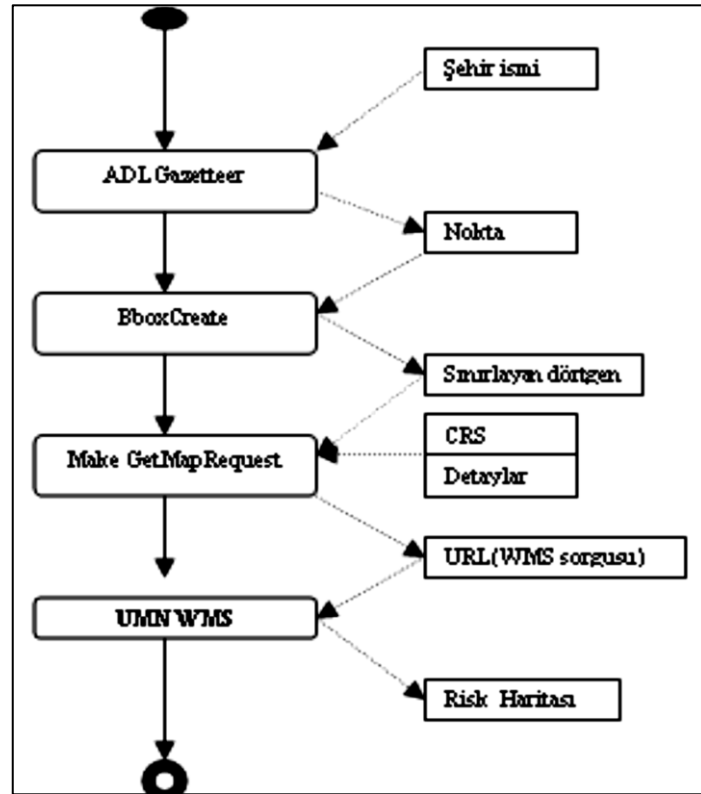 Şehir ismi
ADL Gazetteer
Nokta
BboxCreate
Sınırlayan dörtgen
CRS
Make GetMapRequest
Detaylar
URL(WMS sorgusu)
UMN WMS
Risk Haritası